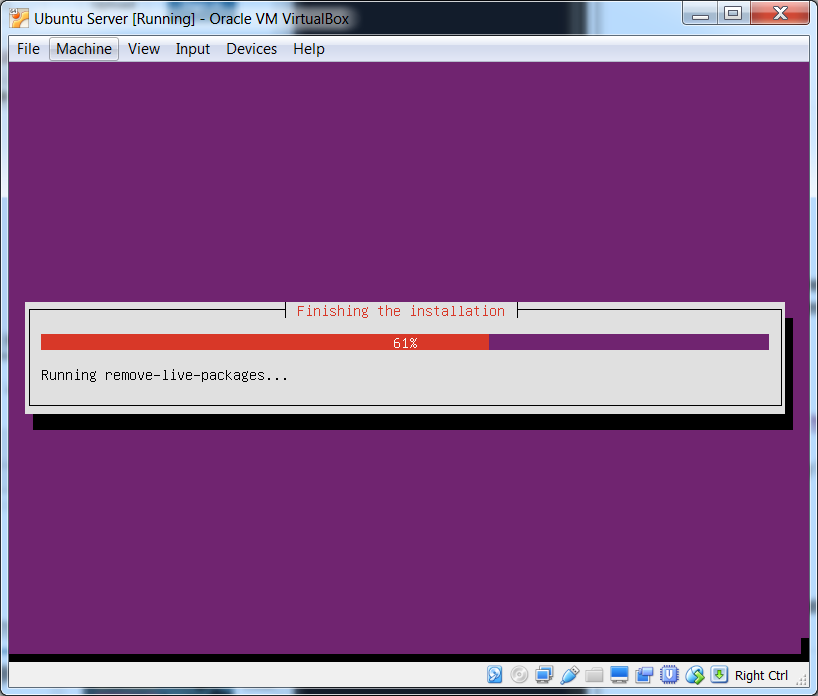 Ubuntu Server [Running] - Oracle VM VirtualBox
File Machine View Input Devices Help
Finishing the installation
61%
Running remove-live-packages...
Right Ctrl